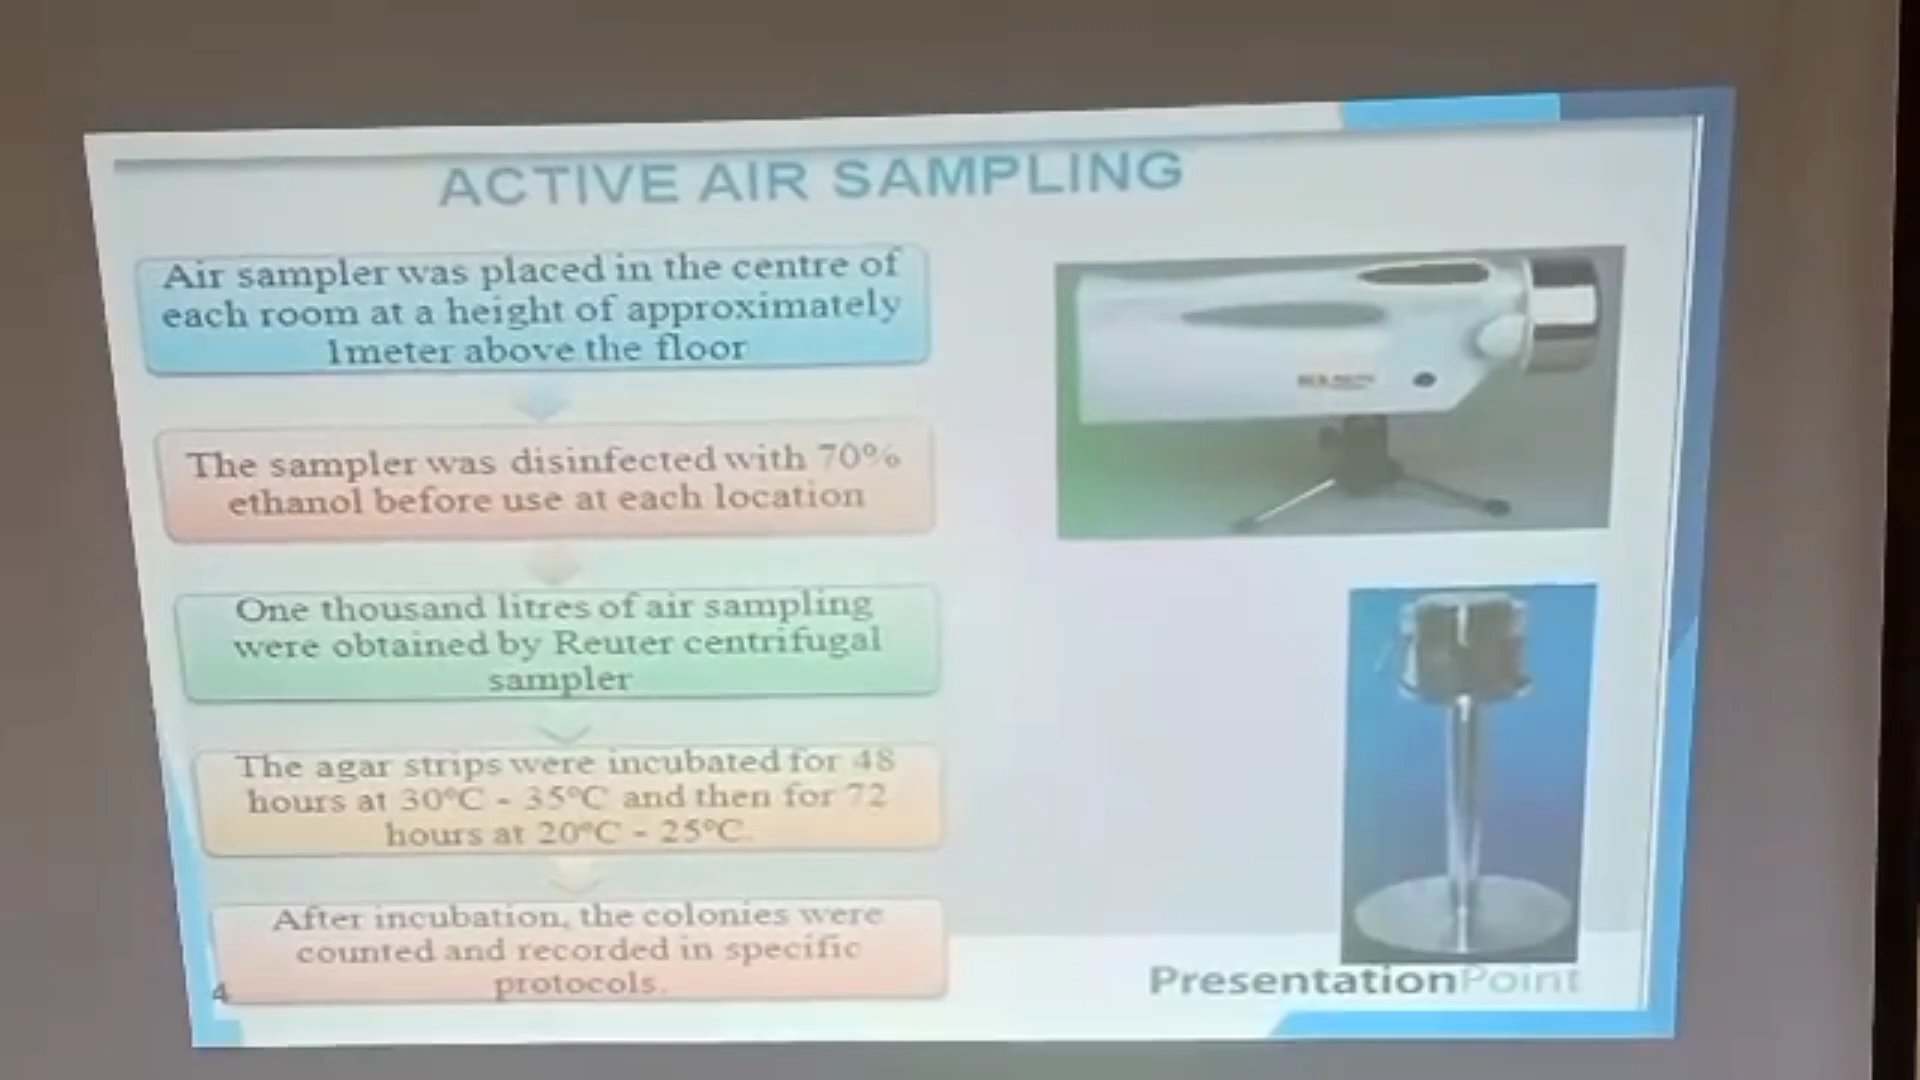 ACTIVE AIR SAMPLING
Air sampler was placed in the centre of
each room at a height of approximately
1meter above the floor
The sampler was disinfected with 70%
ethanol before use at each location
One thousand litres of air sampling
were obtained by Reuter centrifugal
sampler
The agar strips were incubated for 48
hours at 30°C - 35°C and then for 72
hours at 20°C - 25°C.
After incubation, the colonies were
counted and recorded in specific
protocols.
4
PresentationPoint